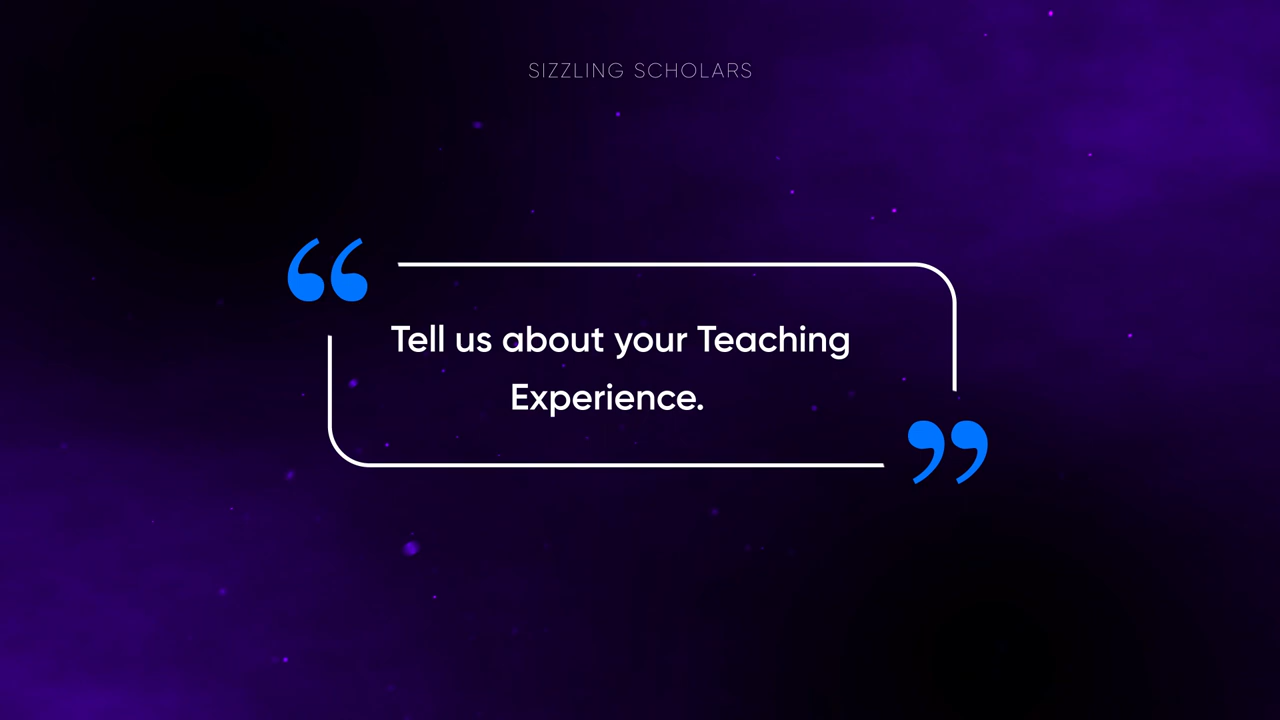 SIZZLING SCHOLARS
“
Tell us about your Teaching
Experience.
”